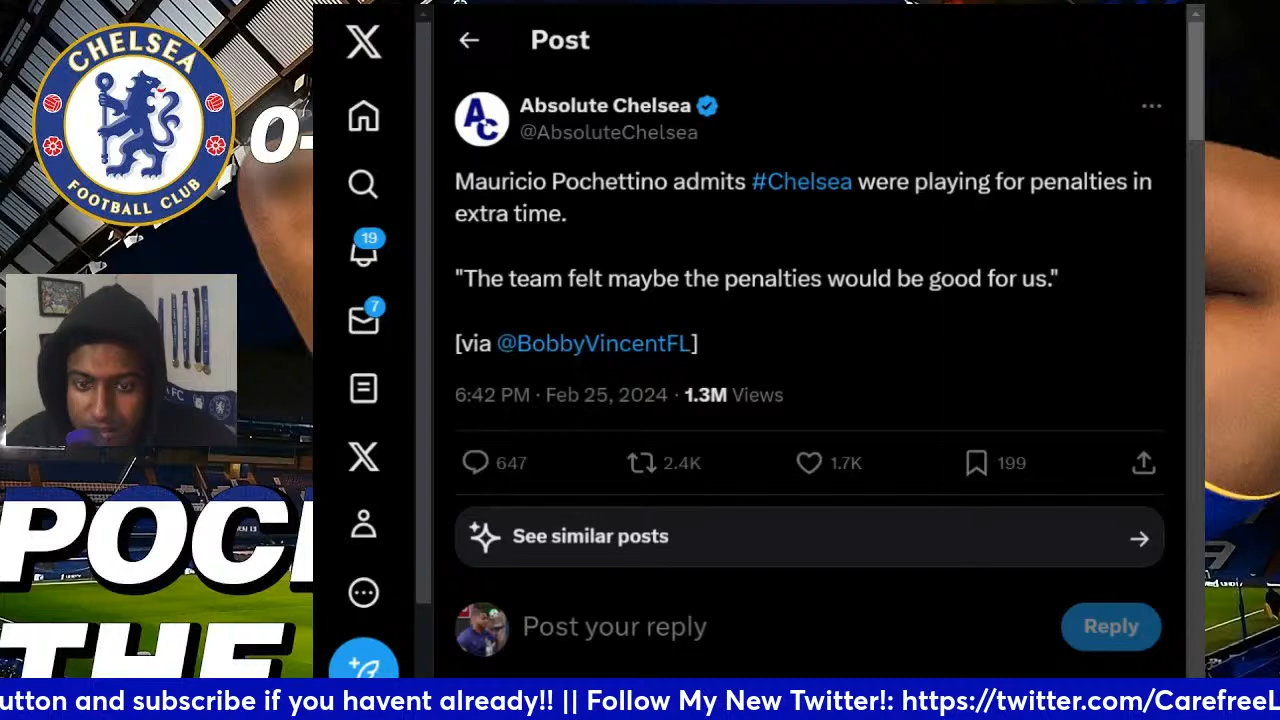 CHELSEA
FOOTBALL CLUB
0-
POC
THE
Post
Absolute Chelsea
@AbsoluteChelsea
Mauricio Pochettino admits #Chelsea were playing for penalties in
extra time.
"The team felt maybe the penalties would be good for us."
[via @BobbyVincentFL]
6:42 PM · Feb 25, 2024 · 1.3M Views
647 2.4K 1.7K 199
See similar posts
Post your reply
Reply
19
7
utton and subscribe if you havent already!! || Follow My New Twitter!: https://twitter.com/CarefreeL